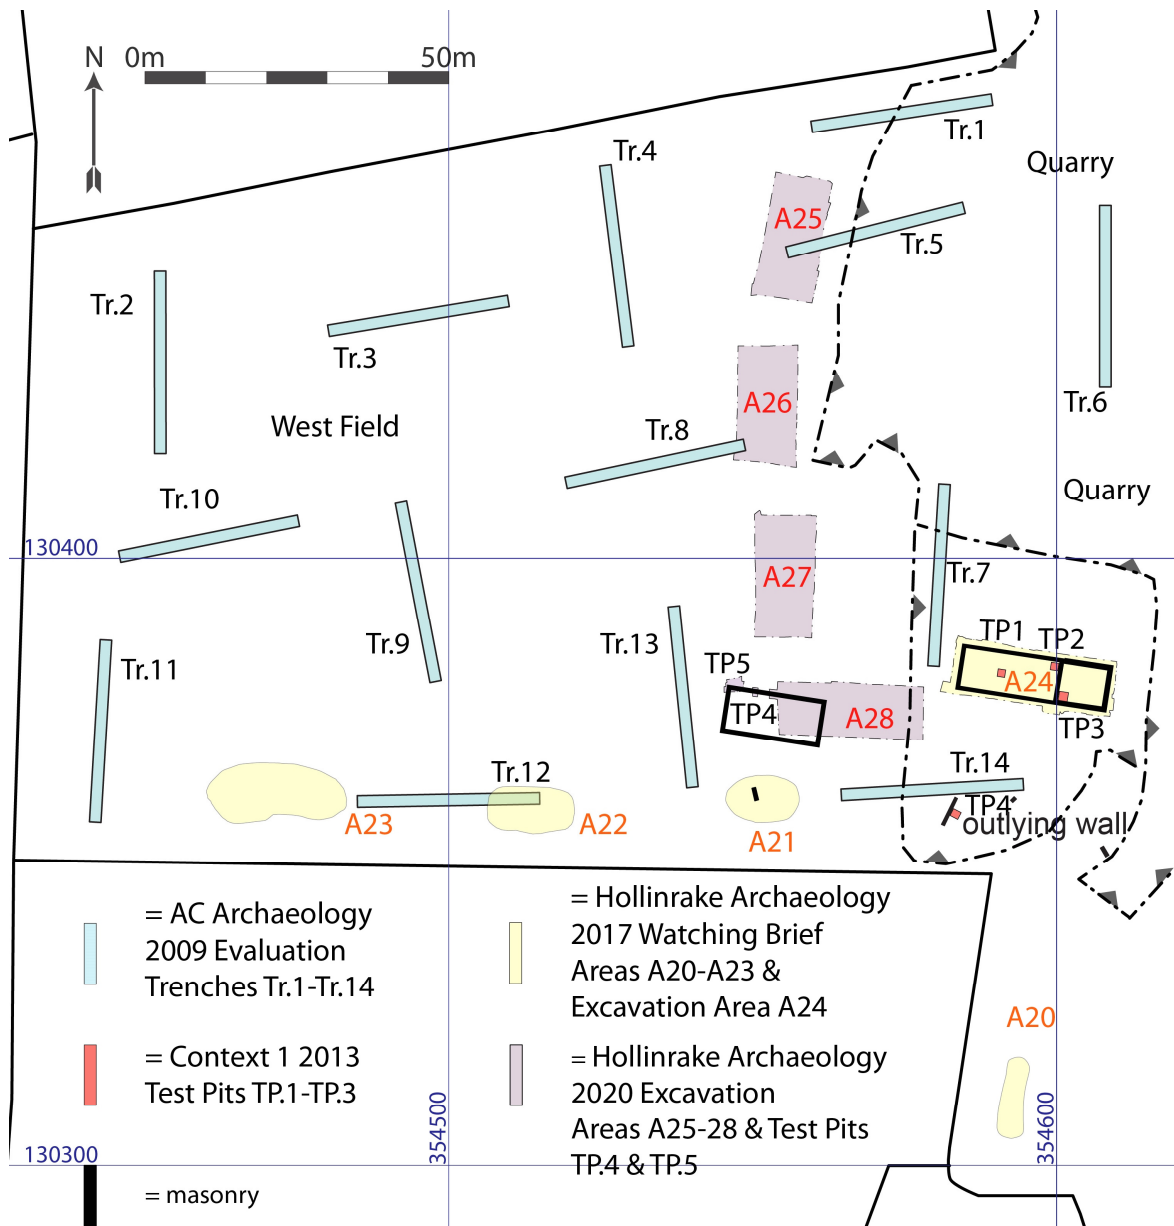 N
0m
50m
Tr.1
Tr.4
Quarry
A25
Tr.5
Tr.2
Tr.3
A26
Tr.6
West Field
Tr.8
Tr.10
Quarry
130400
A27
Tr.7
Tr.9
Tr.13
TP1
TP2
Tr.11
TP5
A24
TP4
A28
TP3
Tr.12
Tr.14
TP4
outlying wall
A23
A22
A21
= AC Archaeology
2009 Evaluation
Trenches Tr.1-Tr.14
= Hollinrake Archaeology
2017 Watching Brief
Areas A20-A23 &
Excavation Area A24
A20
= Context 1 2013
Test Pits TP.1-TP.3
= Hollinrake Archaeology
2020 Excavation
Areas A25-28 & Test Pits
TP.4 & TP.5
354500
354600
130300
= masonry